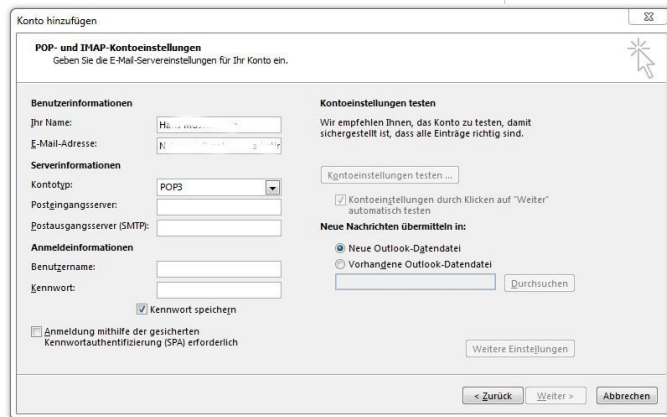 Konto hinzufügen
POP- und IMAP-Kontoeinstellungen
Geben Sie die E-Mail-Servereinstellungen für Ihr Konto ein.
Benutzerinformationen
Ihr Name:
E-Mail-Adresse:
Serverinformationen
Kontotyp:
POP3
Posteingangsserver:
Postausgangsserver (SMTP):
Anmeldeinformationen
Benutzername:
Kennwort:
Kennwort speichern
Anmeldung mithilfe der gesicherten
Kennwortauthentifizierung (SPA) erforderlich
Kontoeinstellungen testen
Wir empfehlen Ihnen, das Konto zu testen, damit
sichergestellt ist, dass alle Einträge richtig sind.
Kontoeinstellungen testen ...
Kontoeinstellungen durch Klicken auf "Weiter"
automatisch testen
Neue Nachrichten übermitteln in:
Neue Outlook-Datendatei
Vorhandene Outlook-Datendatei
Durchsuchen
Weitere Einstellungen
< Zurück
Weiter >
Abbrechen